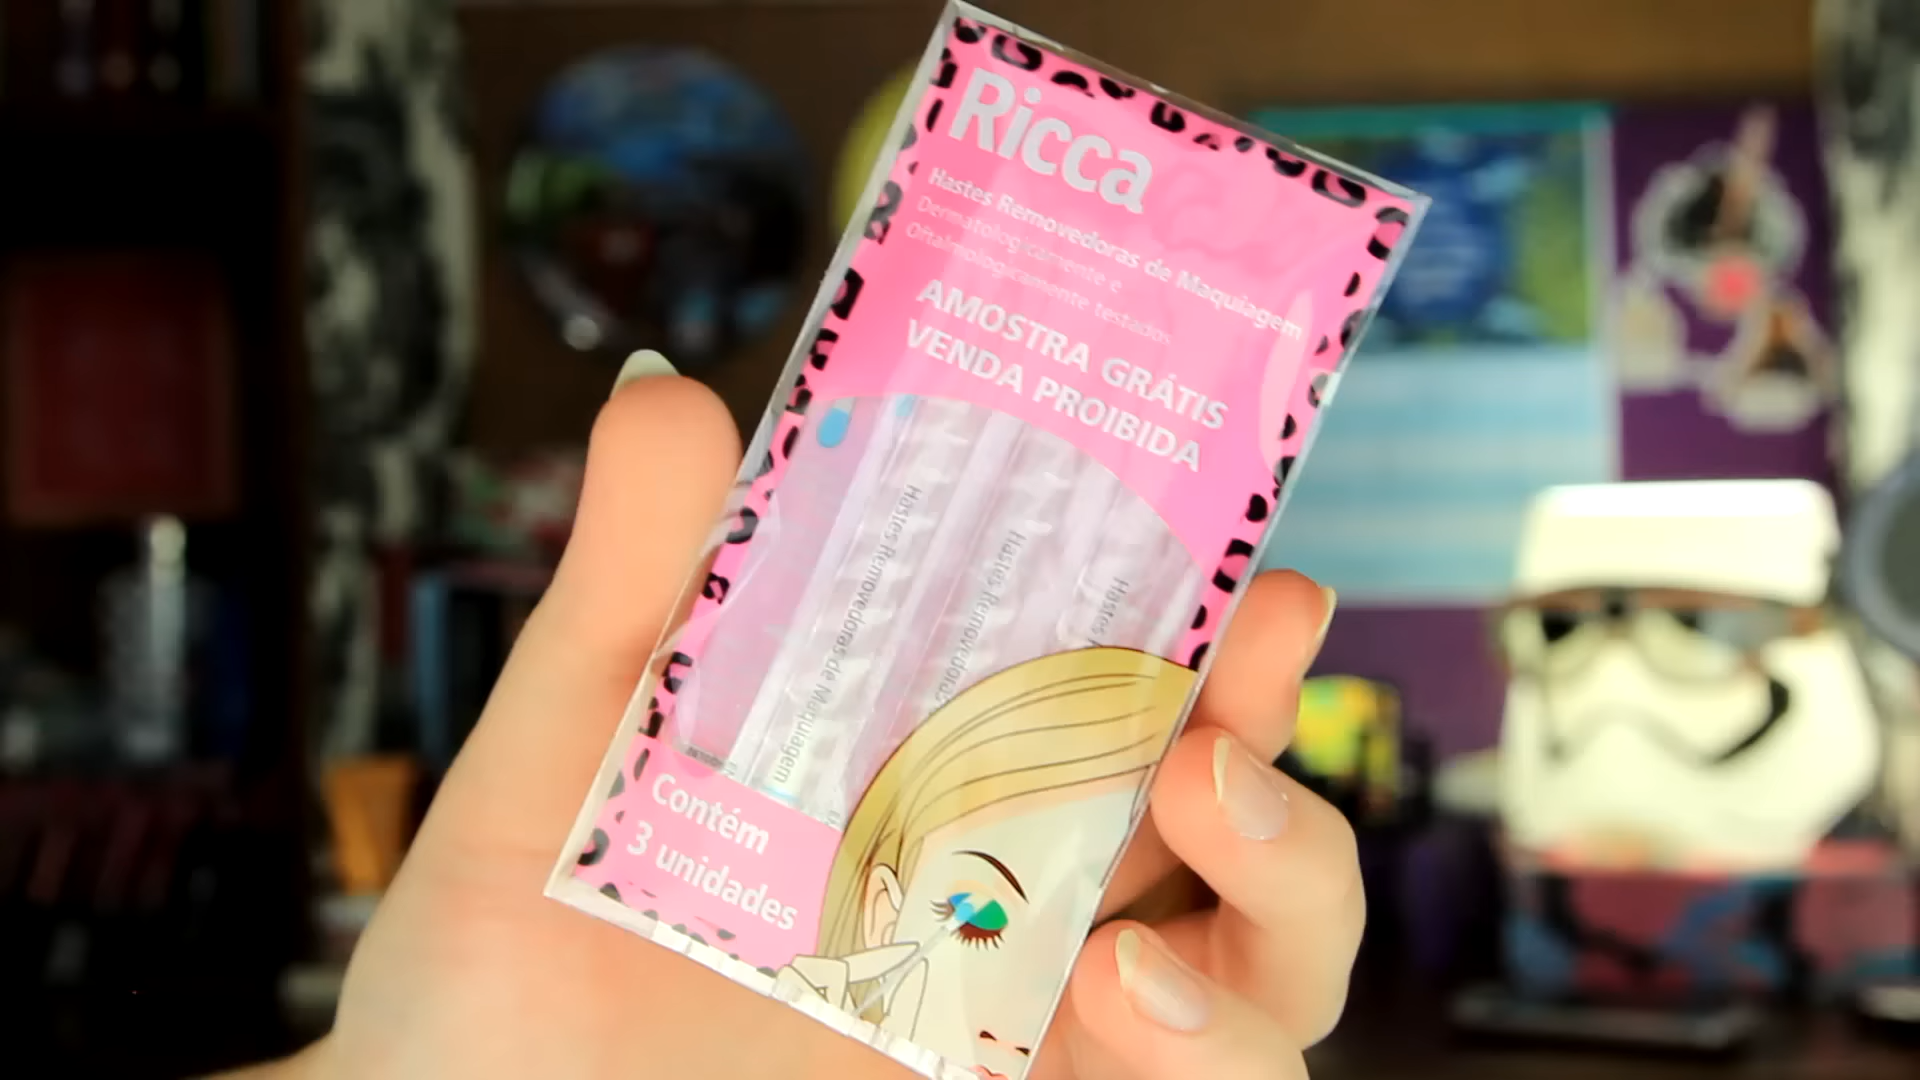 Ricca
Hastes Removedoras de Maquiagem
Dermatologicamente e
Oftalmologicamente testados
AMOSTRA GRÁTIS
VENDA PROIBIDA
Hastes Removedoras de Maquiagem
Hastes Removedoras
Hastes
Contém
3 unidades